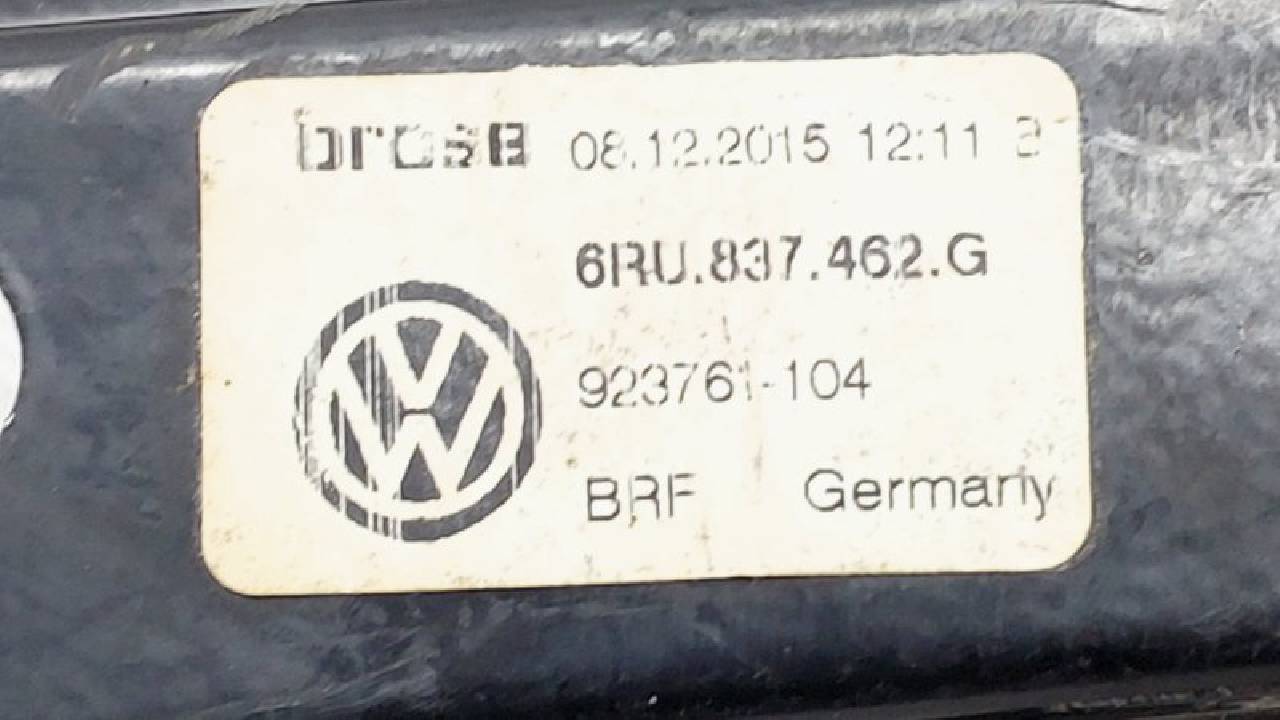 brose 08.12.2015 12:11
6RU.837.462.G
923761-104
BRF Germany